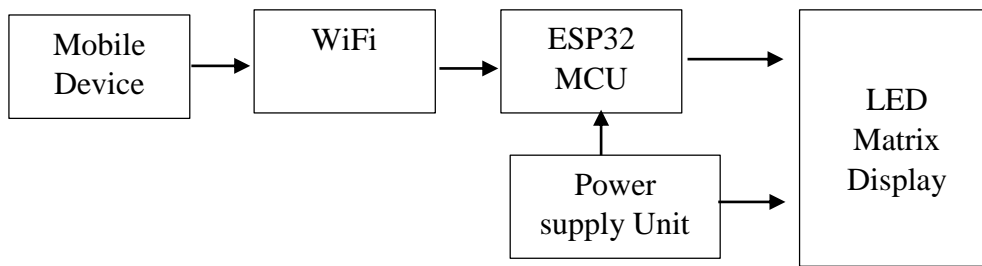 Mobile
Device
WiFi
ESP32
MCU
LED
Matrix
Display
Power
supply Unit